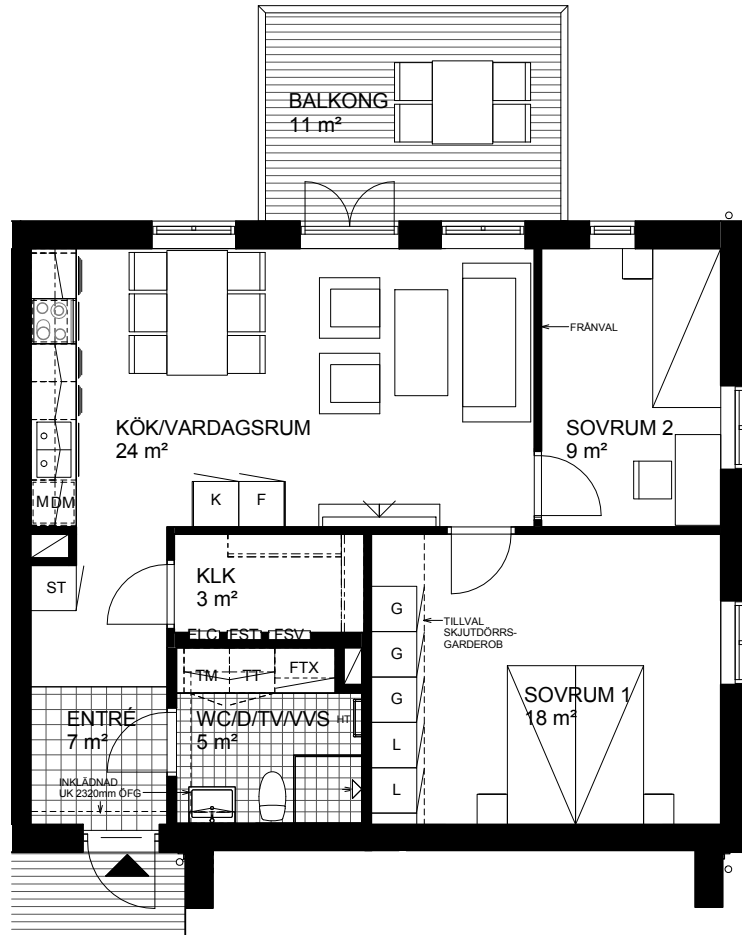 BALKONG
11 m²
FRÅNVAL
KÖK/VARDAGSRUM
24 m²
SOVRUM 2
9 m²
M DM
K
F
ST
KLK
3 m²
ELC
FST
FSV
G
G
G
L
L
TILLVAL
SKJUTDÖRRS-
GARDEROB
TM
TT
FTX
SOVRUM 1
18 m²
ENTRÉ
7 m²
WC/D/TV/VVS
5 m²
HT
INKLÄDNAD
UK 2320mm ÖFG